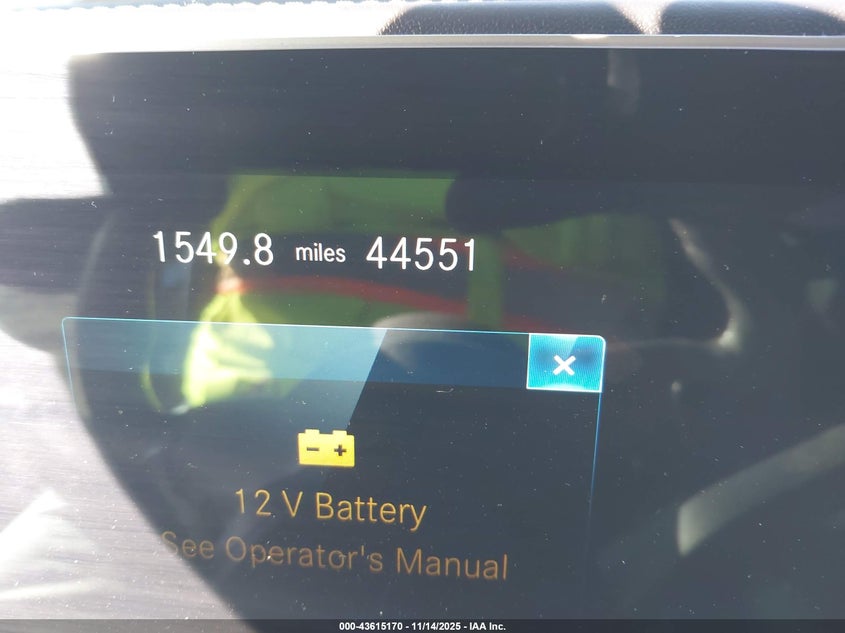 1549.8 miles 44551
×
12 V Battery
See Operator's Manual
000-43615170 - 11/14/2025 - IAA Inc.